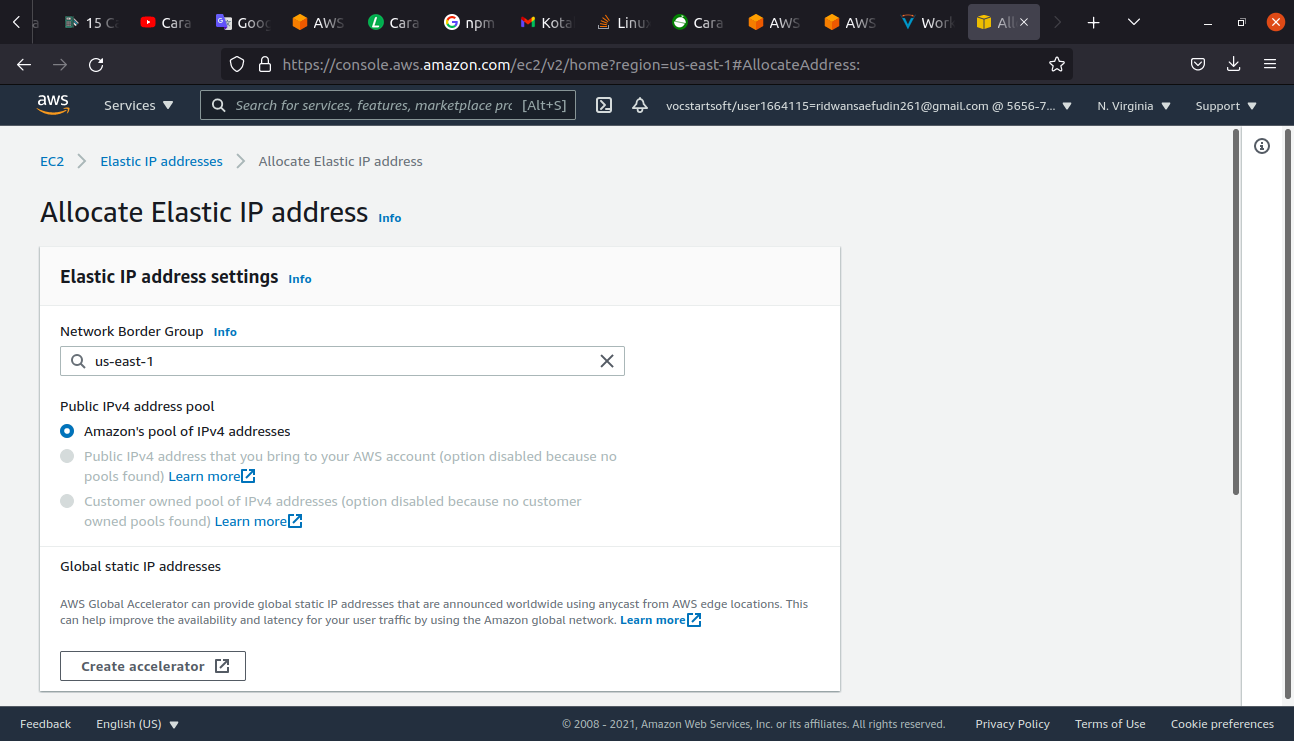 15 Ca
Cara
Goog
AWS
Cara
npm
Kota
Linux
Cara
AWS
AWS
Work
All
https://console.aws.amazon.com/ec2/v2/home?region=us-east-1#AllocateAddress:
aws
Services
Search for services, features, marketplace prc
[Alt+S]
vocstartsoft/user1664115=ridwansaefudin261@gmail.com @ 5656-7...
N. Virginia
Support
EC2
Elastic IP addresses
Allocate Elastic IP address
Allocate Elastic IP address Info
Elastic IP address settings Info
Network Border Group Info
us-east-1
Public IPv4 address pool
Amazon's pool of IPv4 addresses
Public IPv4 address that you bring to your AWS account (option disabled because no
pools found) Learn more
Customer owned pool of IPv4 addresses (option disabled because no customer
owned pools found) Learn more
Global static IP addresses
AWS Global Accelerator can provide global static IP addresses that are announced worldwide using anycast from AWS edge locations. This
can help improve the availability and latency for your user traffic by using the Amazon global network. Learn more
Create accelerator
Feedback
English (US)
© 2008 - 2021, Amazon Web Services, Inc. or its affiliates. All rights reserved.
Privacy Policy
Terms of Use
Cookie preferences